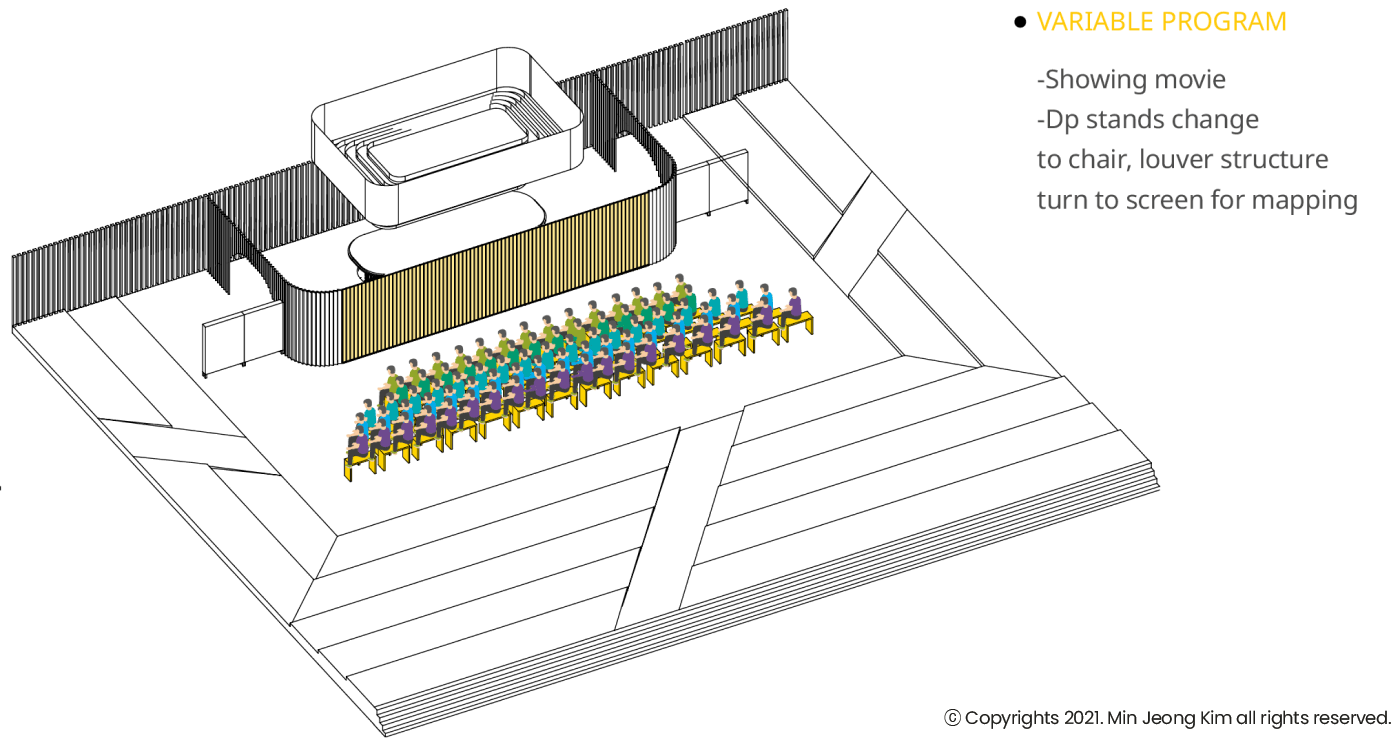 ● VARIABLE PROGRAM
-Showing movie
-Dp stands change
to chair, louver structure
turn to screen for mapping
ⓒ Copyrights 2021. Min Jeong Kim all rights reserved.